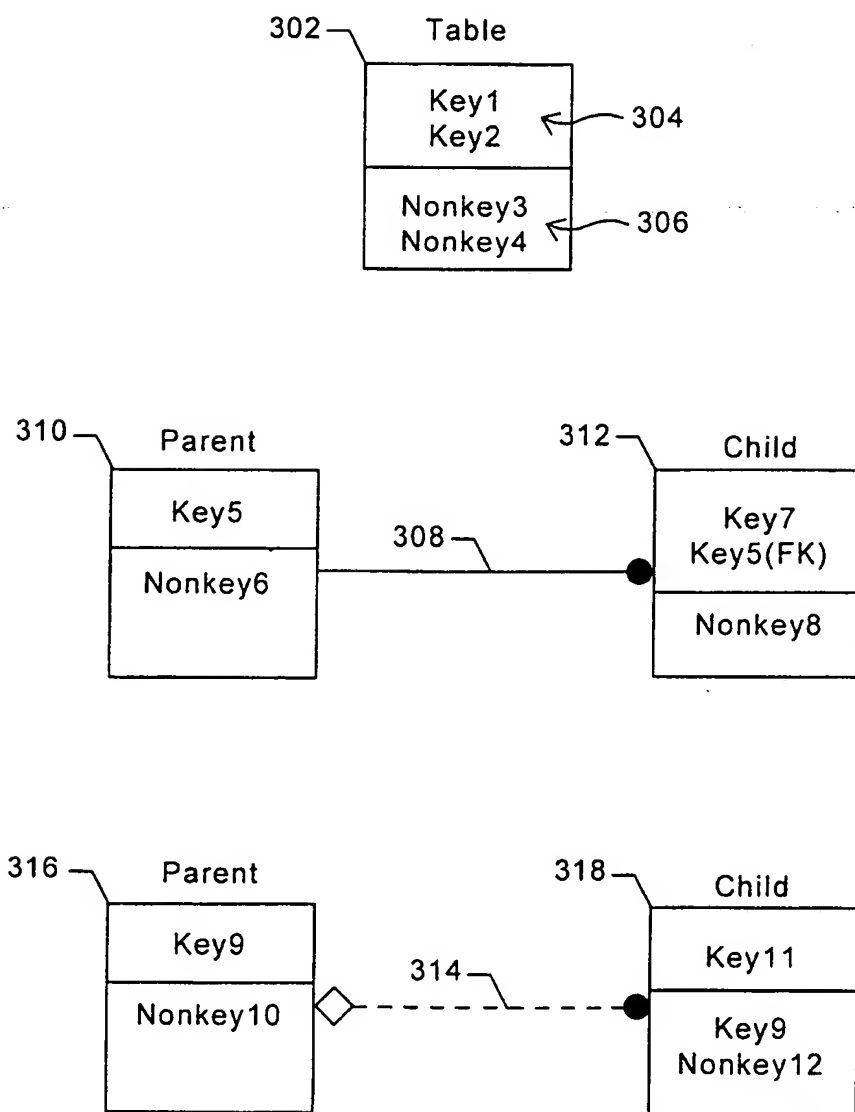 302
Table
Key1
Key2
304
Nonkey3
Nonkey4
306
310
Parent
312
Child
Key5
308
Key7
Key5(FK)
Nonkey6
Nonkey8
316
Parent
318
Child
Key9
314
Key11
Nonkey10
Key9
Nonkey12